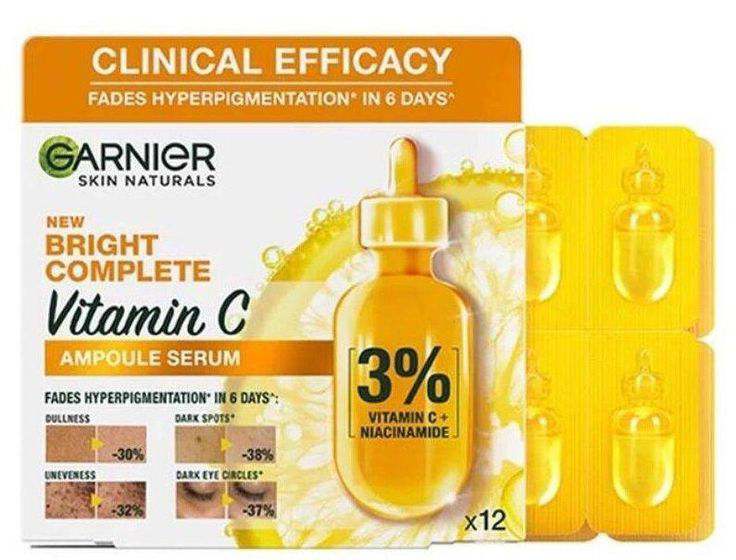 CLINICAL EFFICACY
FADES HYPERPIGMENTATION* IN 6 DAYS^
GARNIER
SKIN NATURALS
NEW
BRIGHT
COMPLETE
Vitamin C
AMPOULE SERUM
FADES HYPERPIGMENTATION* IN 6 DAYS^:
DULLNESS
-30%
DARK SPOTS*
-38%
UNEVENESS
-32%
DARK EYE CIRCLES*
-37%
[3%
VITAMIN C +
NIACINAMIDE]
x12